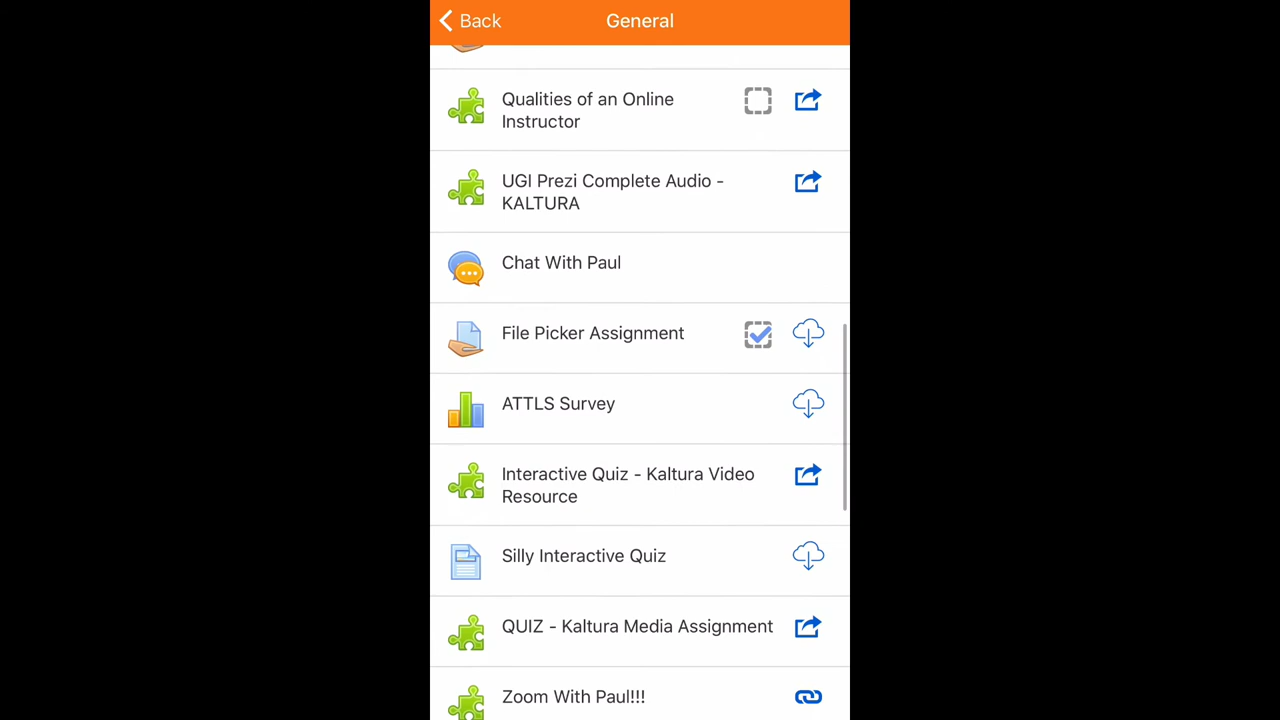 Back
General
Qualities of an Online
Instructor
UGI Prezi Complete Audio -
KALTURA
Chat With Paul
File Picker Assignment
ATTLS Survey
Interactive Quiz - Kaltura Video
Resource
Silly Interactive Quiz
QUIZ - Kaltura Media Assignment
Zoom With Paul!!!